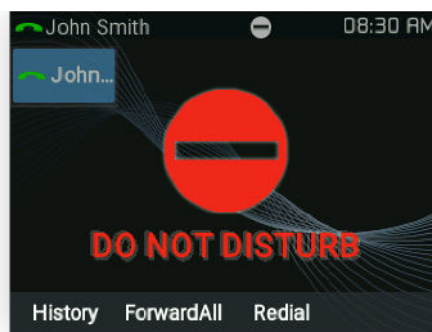 John Smith 08:30 AM
John...
DO NOT DISTURB
History ForwardAll Redial